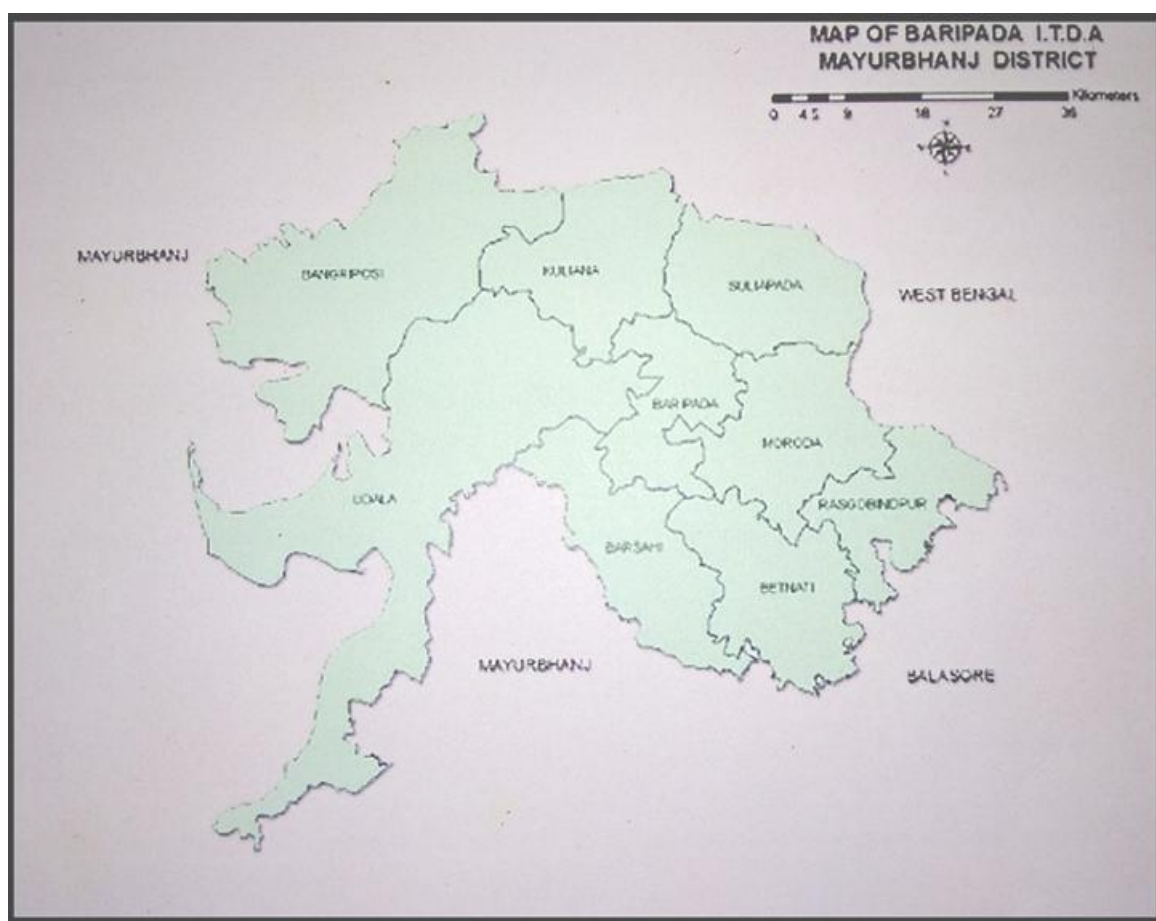 MAP OF BARIPADA I.T.D.A
MAYURBHANJ DISTRICT
Kilometers
0 4.5 9 18 27 36
MAYURBHANJ
BANGRIPOSI
KULIANA
SULIAPADA
WEST BENGAL
BARIPADA
MORODA
UDALA
RASGOBINDPUR
BARSAHI
BETNATI
MAYURBHANJ
BALASORE